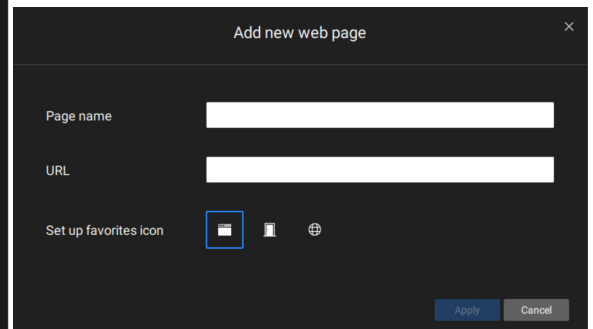 Add new web page
Page name
URL
Set up favorites icon
Apply Cancel